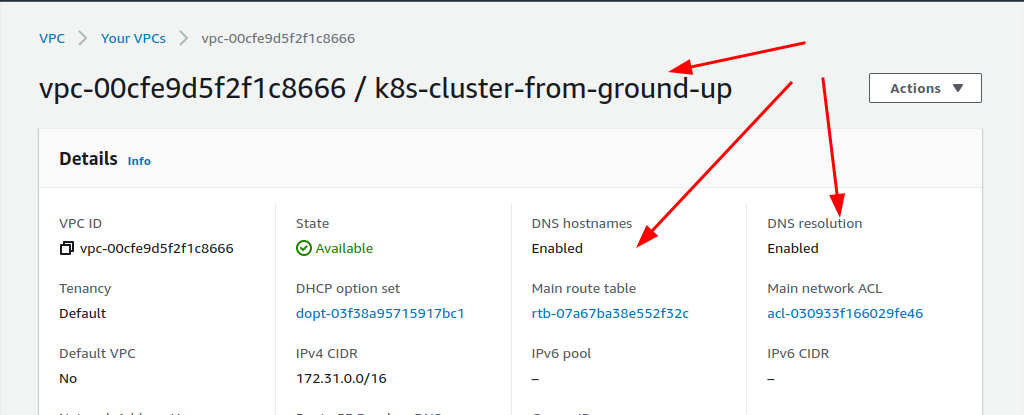 VPC > Your VPCs > vpc-00cfe9d5f2f1c8666
vpc-00cfe9d5f2f1c8666 / k8s-cluster-from-ground-up
Actions
Details Info
VPC ID
vpc-00cfe9d5f2f1c8666
State
Available
DNS hostnames
Enabled
DNS resolution
Enabled
Tenancy
Default
DHCP option set
dopt-03f38a95715917bc1
Main route table
rtb-07a67ba38e552f32c
Main network ACL
acl-030933f166029fe46
Default VPC
No
IPv4 CIDR
172.31.0.0/16
IPv6 pool
–
IPv6 CIDR
–